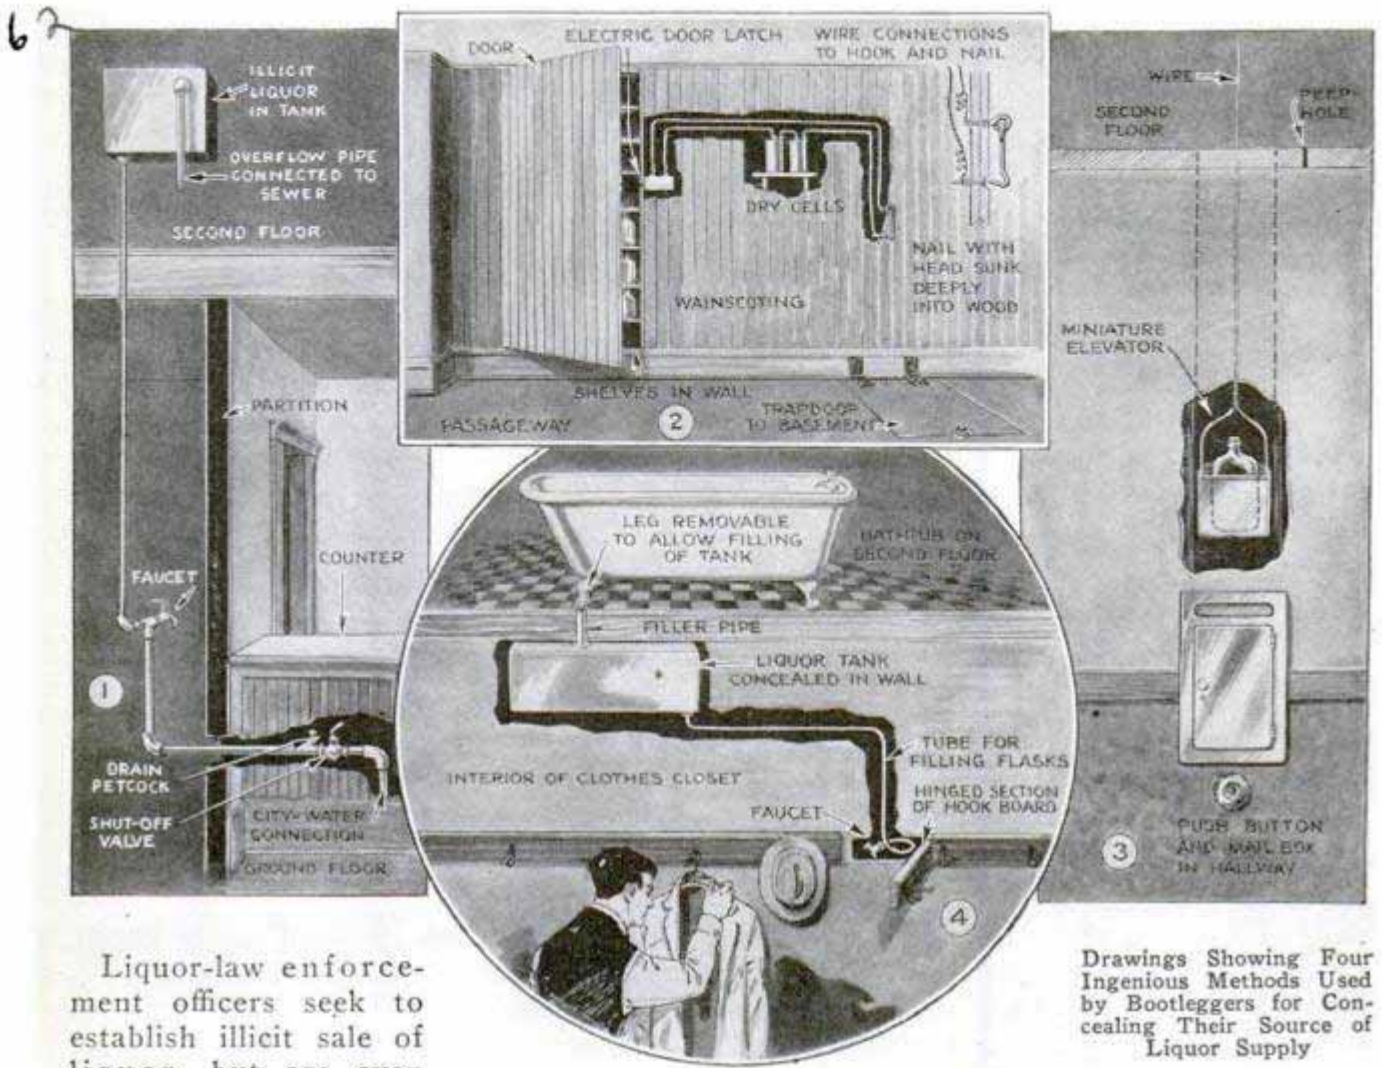 62
ILLICIT
LIQUOR
IN TANK
OVERFLOW PIPE
CONNECTED TO
SEWER
SECOND FLOOR
PARTITION
COUNTER
FAUCET
1
DRAIN
PETCOCK
SHUT-OFF
VALVE
CITY-WATER
CONNECTION
GROUND FLOOR
DOOR
ELECTRIC DOOR LATCH
WIRE CONNECTIONS
TO HOOK AND NAIL
DRY CELLS
WAINSCOTING
NAIL WITH
HEAD SUNK
DEEPLY
INTO WOOD
SHELVES IN WALL
PASSAGEWAY
2
TRAPDOOR
TO BASEMENT
WIRE
SECOND
FLOOR
PEEP-
HOLE
MINIATURE
ELEVATOR
3
PUSH BUTTON
AND MAIL BOX
IN HALLWAY
LEG REMOVABLE
TO ALLOW FILLING
OF TANK
BATHTUB ON
SECOND FLOOR
FILLER PIPE
LIQUOR TANK
CONCEALED IN WALL
TUBE FOR
FILLING FLASKS
INTERIOR OF CLOTHES CLOSET
HINGED SECTION
OF HOOK BOARD
FAUCET
4
Liquor-law enforce-
ment officers seek to
establish illicit sale of
Drawings Showing Four
Ingenious Methods Used
by Bootleggers for Con-
cealing Their Source of
Liquor Supply